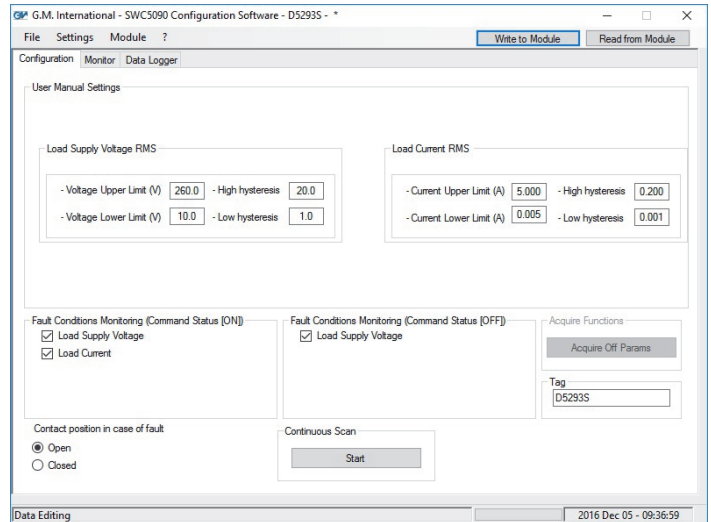 G.M. International - SWC5090 Configuration Software - D5293S - *
File Settings Module ? Write to Module Read from Module
Configuration Monitor Data Logger
User Manual Settings
Load Supply Voltage RMS
- Voltage Upper Limit (V) 260.0 - High hysteresis 20.0
- Voltage Lower Limit (V) 10.0 - Low hysteresis 1.0
Load Current RMS
- Current Upper Limit (A) 5.000 - High hysteresis 0.200
- Current Lower Limit (A) 0.005 - Low hysteresis 0.001
Fault Conditions Monitoring (Command Status [ON])
Load Supply Voltage
Load Current
Fault Conditions Monitoring (Command Status [OFF])
Load Supply Voltage
Acquire Functions
Acquire Off Params
Tag
D5293S
Contact position in case of fault
Open
Closed
Continuous Scan
Start
Data Editing 2016 Dec 05 - 09:36:59